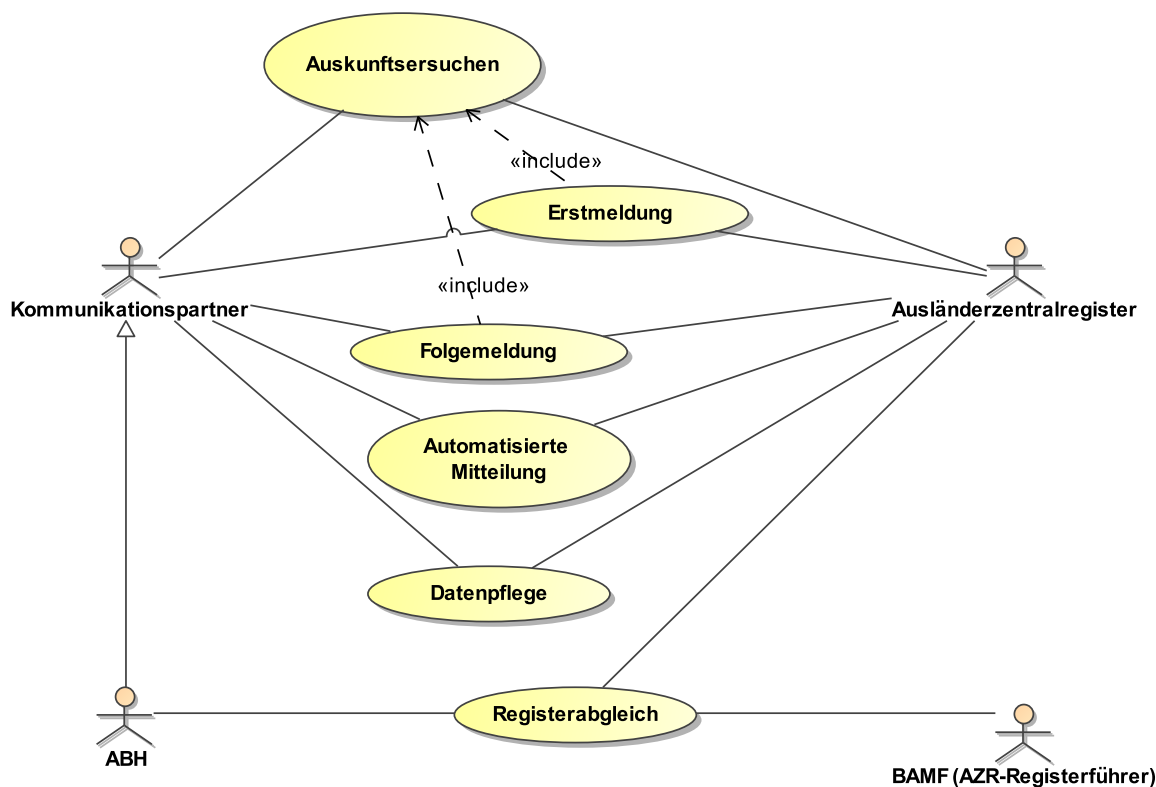 Auskunftsersuchen
«include»
Erstmeldung
«include»
Kommunikationspartner
Ausländerzentralregister
Folgemeldung
Automatisierte
Mitteilung
Datenpflege
Registerabgleich
ABH
BAMF (AZR-Registerführer)